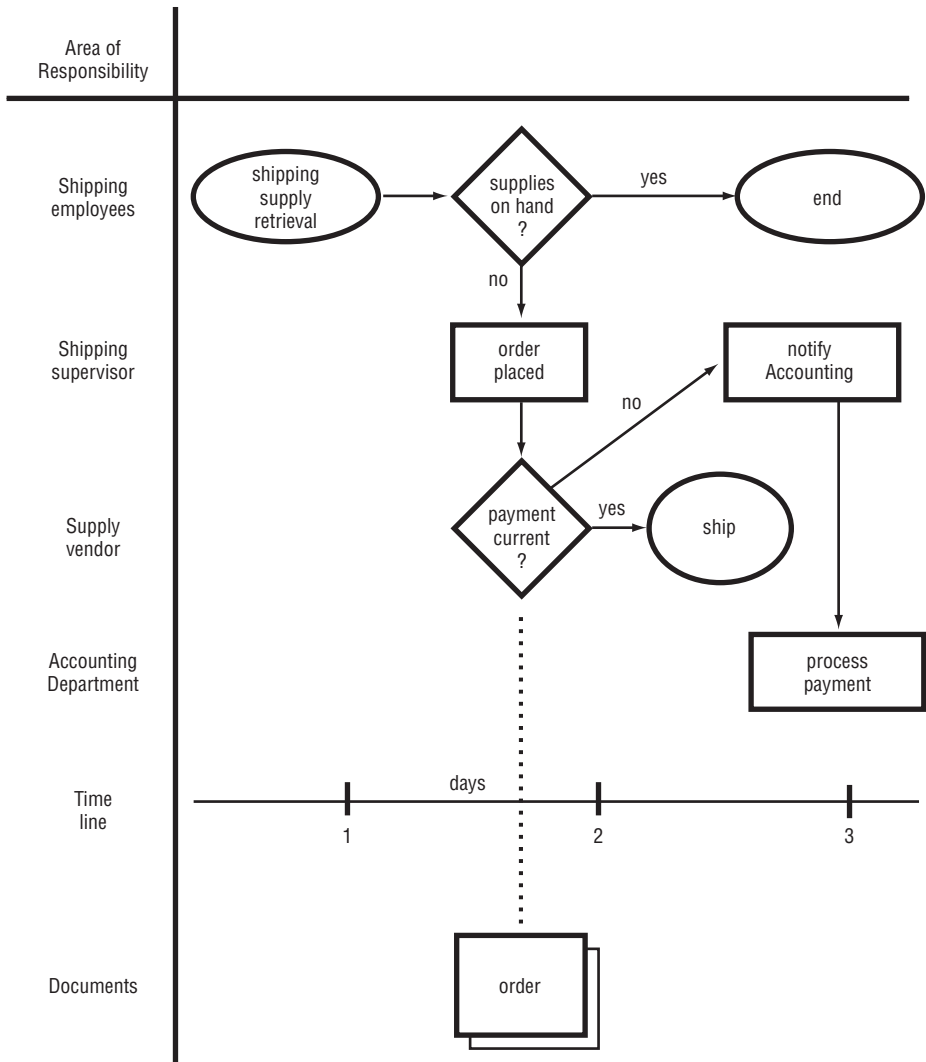 Area of
Responsibility
Shipping
employees
shipping
supply
retrieval
supplies
on hand
?
yes
end
no
Shipping
supervisor
order
placed
notify
Accounting
no
Supply
vendor
payment
current
?
yes
ship
Accounting
Department
process
payment
Time
line
days
1
2
3
Documents
order